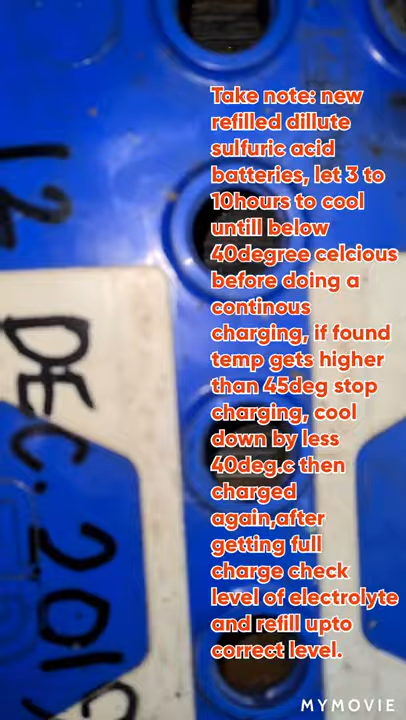 Take note: new
refilled dillute
sulfuric acid
batteries, let 3 to
10hours to cool
untill below
40degree celcious
before doing a
continous
charging, if found
temp gets higher
than 45deg stop
charging, cool
down by less
40deg.c then
charged
again,after
getting full
charge check
level of electrolyte
and refill upto
correct level.
12
DEC. 2019
MYMOVIE